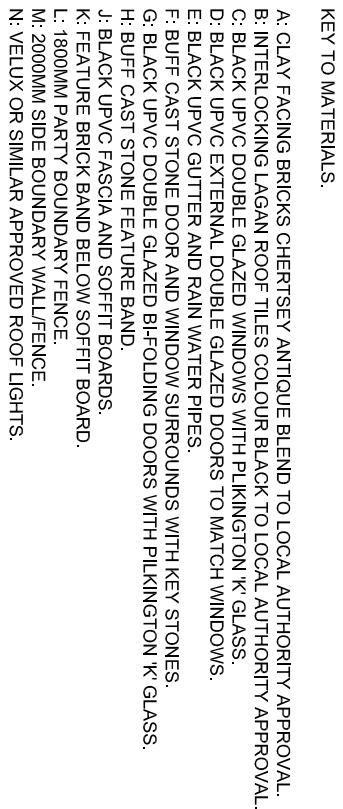 KEY TO MATERIALS.
A: CLAY FACING BRICKS CHERTSEY ANTIQUE BLEND TO LOCAL AUTHORITY APPROVAL.
B: INTERLOCKING LAGAN ROOF TILES COLOUR BLACK TO LOCAL AUTHORITY APPROVAL.
C: BLACK UPVC DOUBLE GLAZED WINDOWS WITH PLIKINGTON 'K' GLASS.
D: BLACK UPVC EXTERNAL DOUBLE GLAZED DOORS TO MATCH WINDOWS.
E: BLACK UPVC GUTTER AND RAIN WATER PIPES.
F: BUFF CAST STONE DOOR AND WINDOW SURROUNDS WITH KEY STONES.
G: BLACK UPVC DOUBLE GLAZED BI-FOLDING DOORS WITH PILKINGTON 'K' GLASS.
H: BUFF CAST STONE FEATURE BAND.
J: BLACK UPVC FASCIA AND SOFFIT BOARDS.
K: FEATURE BRICK BAND BELOW SOFFIT BOARD.
L: 1800MM PARTY BOUNDARY FENCE.
M: 2000MM SIDE BOUNDARY WALL/FENCE.
N: VELUX OR SIMILAR APPROVED ROOF LIGHTS.